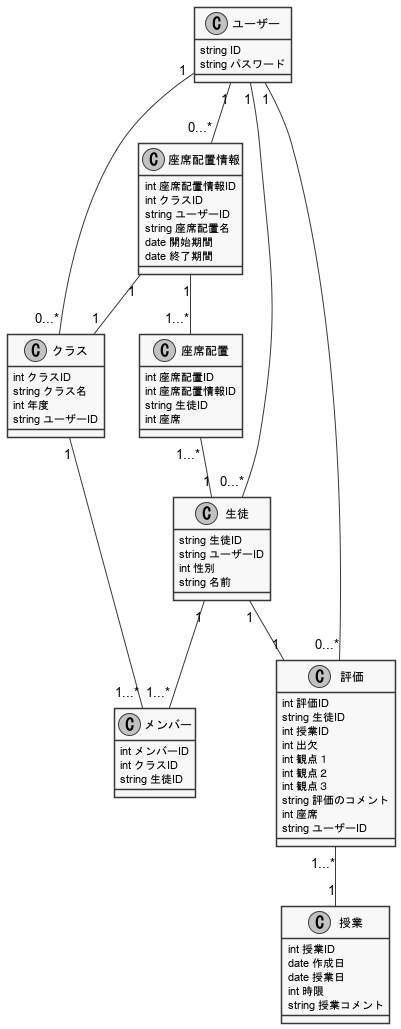 C ユーザー
string ID
string パスワード
1
1
1
1
0...*
C 座席配置情報
int 座席配置情報ID
int クラスID
string ユーザーID
string 座席配置名
date 開始期間
date 終了期間
1
1
0...*
1
1...*
C クラス
int クラスID
string クラス名
int 年度
string ユーザーID
C 座席配置
int 座席配置ID
int 座席配置情報ID
string 生徒ID
int 座席
1
1...*
1
0...*
C 生徒
string 生徒ID
string ユーザーID
int 性別
string 名前
1
1
1
0...*
1...*
1...*
C メンバー
int メンバーID
int クラスID
string 生徒ID
C 評価
int 評価ID
string 生徒ID
int 授業ID
int 出欠
int 観点１
int 観点２
int 観点３
string 評価のコメント
int 座席
string ユーザーID
1...*
1
C 授業
int 授業ID
date 作成日
date 授業日
int 時限
string 授業コメント